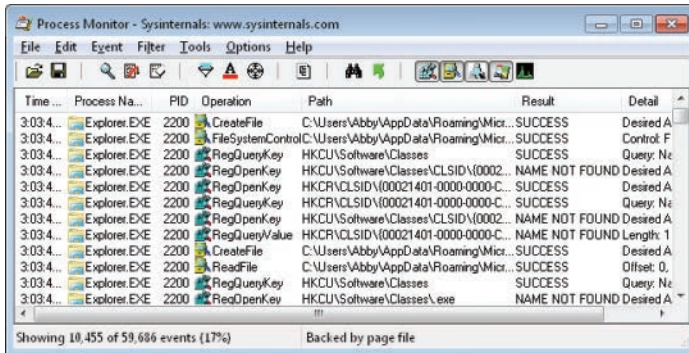 Process Monitor - Sysinternals: www.sysinternals.com
File Edit Event Filter Tools Options Help
Time ... Process Na... PID Operation Path Result Detail
3:03:4... Explorer.EXE 2200 CreateFile C:\Users\Abby\AppData\Roaming\Micr... SUCCESS Desired A
3:03:4... Explorer.EXE 2200 FileSystemControl C:\Users\Abby\AppData\Roaming\Micr... SUCCESS Control: F
3:03:4... Explorer.EXE 2200 RegQueryKey HKCU\Software\Classes SUCCESS Query: Na
3:03:4... Explorer.EXE 2200 RegOpenKey HKCU\Software\Classes\CLSID\{0002... NAME NOT FOUND Desired A
3:03:4... Explorer.EXE 2200 RegOpenKey HKCR\CLSID\{00021401-0000-0000-C... SUCCESS Desired A
3:03:4... Explorer.EXE 2200 RegQueryKey HKCR\CLSID\{00021401-0000-0000-C... SUCCESS Query: Na
3:03:4... Explorer.EXE 2200 RegOpenKey HKCU\Software\Classes\CLSID\{0002... NAME NOT FOUND Desired A
3:03:4... Explorer.EXE 2200 RegQueryValue HKCR\CLSID\{00021401-0000-0000-C... NAME NOT FOUND Length: 1
3:03:4... Explorer.EXE 2200 CreateFile C:\Users\Abby\AppData\Roaming\Micr... SUCCESS Desired A
3:03:4... Explorer.EXE 2200 ReadFile C:\Users\Abby\AppData\Roaming\Micr... SUCCESS Offset: 0,
3:03:4... Explorer.EXE 2200 RegQueryKey HKCU\Software\Classes SUCCESS Query: Na
3:03:4... Explorer.EXE 2200 RegOpenKey HKCU\Software\Classes\.exe NAME NOT FOUND Desired A
Showing 10,455 of 59,686 events (17%) Backed by page file